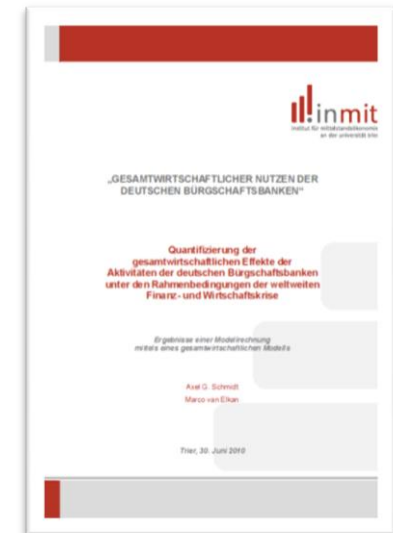 inmit
institut für mittelstandsökonomie
an der universität trier
„GESAMTWIRTSCHAFTLICHER NUTZEN DER
DEUTSCHEN BÜRGSCHAFTSBANKEN“
Quantifizierung der
gesamtwirtschaftlichen Effekte der
Aktivitäten der deutschen Bürgschaftsbanken
unter den Rahmenbedingungen der weltweiten
Finanz- und Wirtschaftskrise
Ergebnisse einer Modellrechnung
mittels eines gesamtwirtschaftlichen Modells
Axel G. Schmidt
Marco van Elkan
Trier, 30. Juni 2010